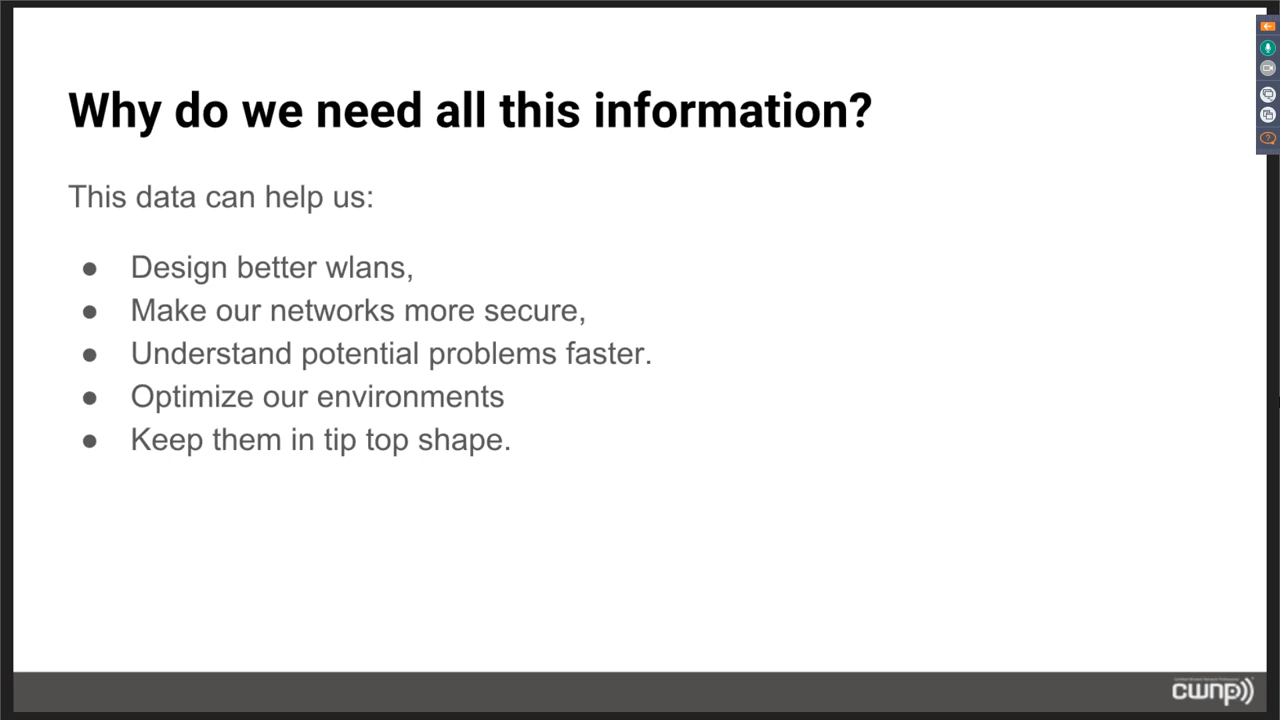 Why do we need all this information?
This data can help us:
● Design better wlans,
● Make our networks more secure,
● Understand potential problems faster.
● Optimize our environments
● Keep them in tip top shape.
cwnp